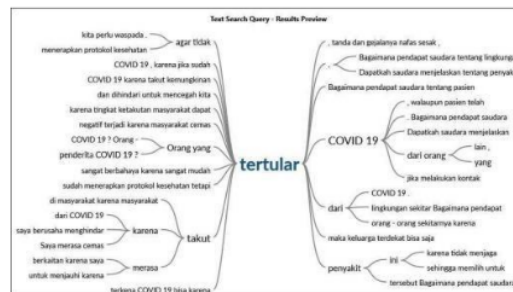 Text Search Query - Results Preview
kita perlu waspada ,
menerapkan protokol kesehatan
agar tidak
COVID 19 , karena jika sudah
COVID 19 karena takut kemungkinan
dan dihindari untuk mencegah kita
karena tingkat ketakutan masyarakat dapat
negatif terjadi karena masyarakat cemas
COVID 19 ? Orang -
penderita COVID 19 ?
Orang yang
sangat berbahaya karena sangat mudah
sudah menerapkan protokol kesehatan tetapi
di masyarakat karena masyarakat
dari COVID 19
saya berusaha menghindar
Saya merasa cemas
karena
berkaitan karena saya
untuk menjauhi karena
merasa
takut
terkena COVID 19 bisa karena
tertular
, tanda dan gejalanya nafas sesak ,
.
Bagaimana pendapat saudara tentang lingkunga
Dapatkah saudara menjelaskan tentang penyak
Bagaimana pendapat saudara tentang pasien
COVID 19
, walaupun pasien telah
. Bagaimana pendapat saudara
Dapatkah saudara menjelaskan
dari orang
lain ,
yang
jika melakukan kontak
dari
COVID 19 .
lingkungan sekitar Bagaimana pendapat
orang - orang sekitarnya karena
maka keluarga terdekat bisa saja
penyakit
ini
karena tidak menjaga
sehingga memilih untuk
tersebut Bagaimana pendapat saudara